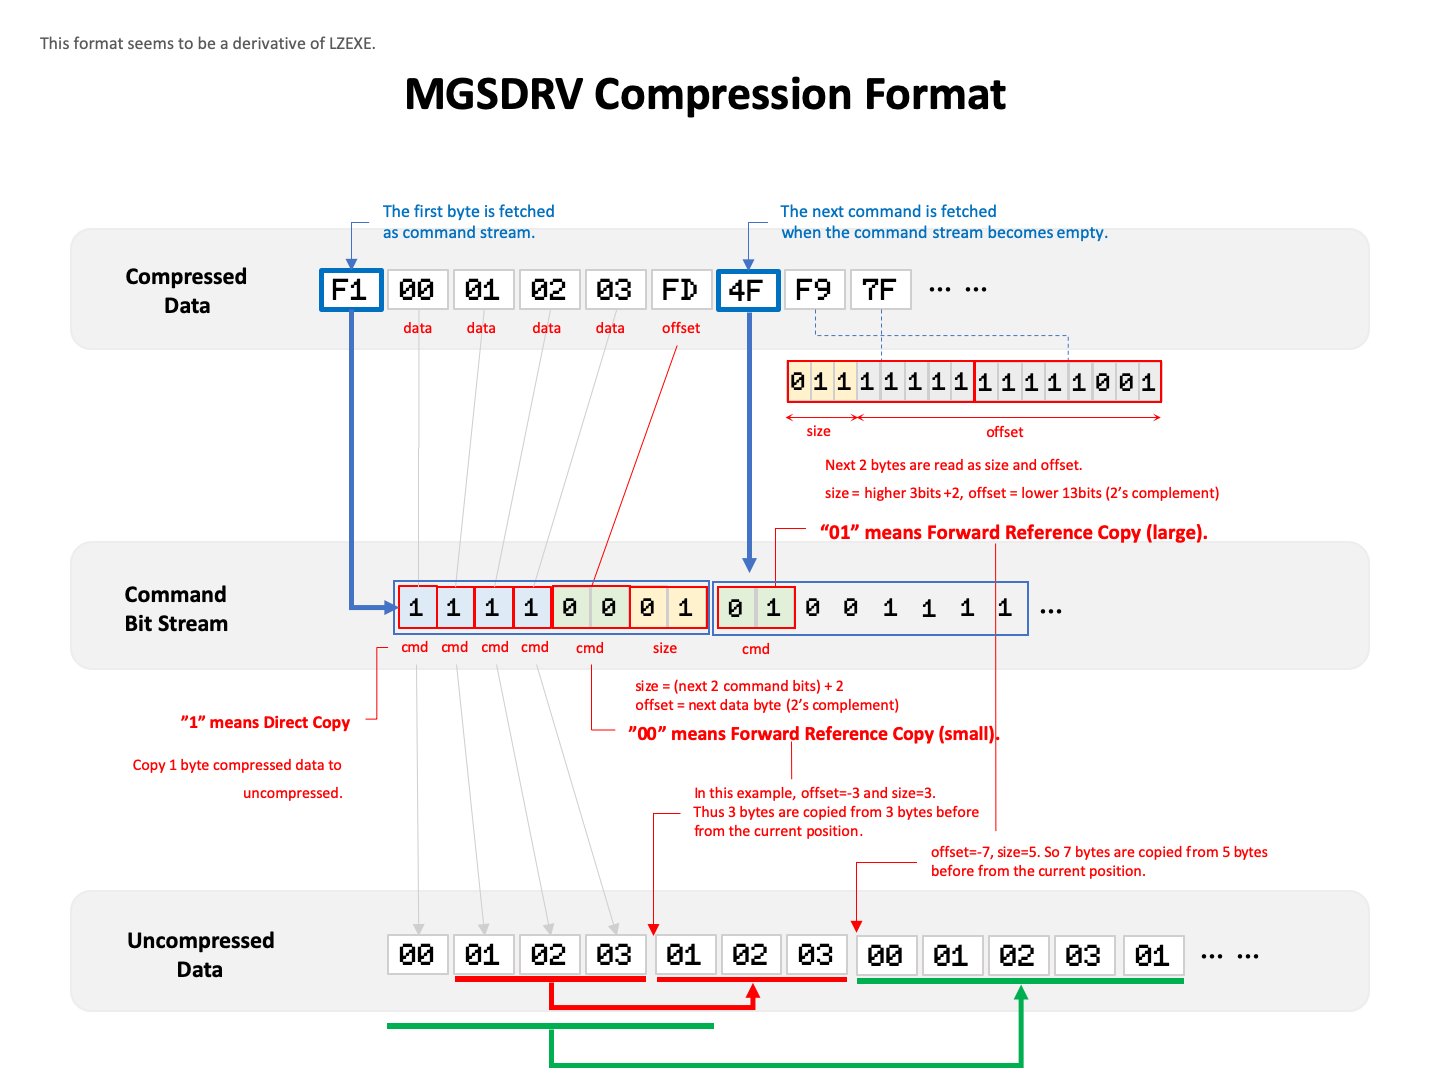 This format seems to be a derivative of LZEXE.
MGSDRV Compression Format
The first byte is fetched
as command stream.
The next command is fetched
when the command stream becomes empty.
Compressed
Data
F1 00 01 02 03 FD 4F F9 7F ... ...
data data data data offset
0 1 1 1 1 1 1 1 1 1 1 1 1 0 0 1
size offset
Next 2 bytes are read as size and offset.
size = higher 3bits +2, offset = lower 13bits (2's complement)
"01" means Forward Reference Copy (large).
Command
Bit Stream
1 1 1 1 0 0 0 1 0 1 0 0 1 1 1 1 ...
cmd cmd cmd cmd cmd size cmd
size = (next 2 command bits) + 2
offset = next data byte (2's complement)
"1" means Direct Copy
"00" means Forward Reference Copy (small).
Copy 1 byte compressed data to
uncompressed.
In this example, offset=-3 and size=3.
Thus 3 bytes are copied from 3 bytes before
from the current position.
offset=-7, size=5. So 7 bytes are copied from 5 bytes
before from the current position.
Uncompressed
Data
00 01 02 03 01 02 03 00 01 02 03 01 ... ...